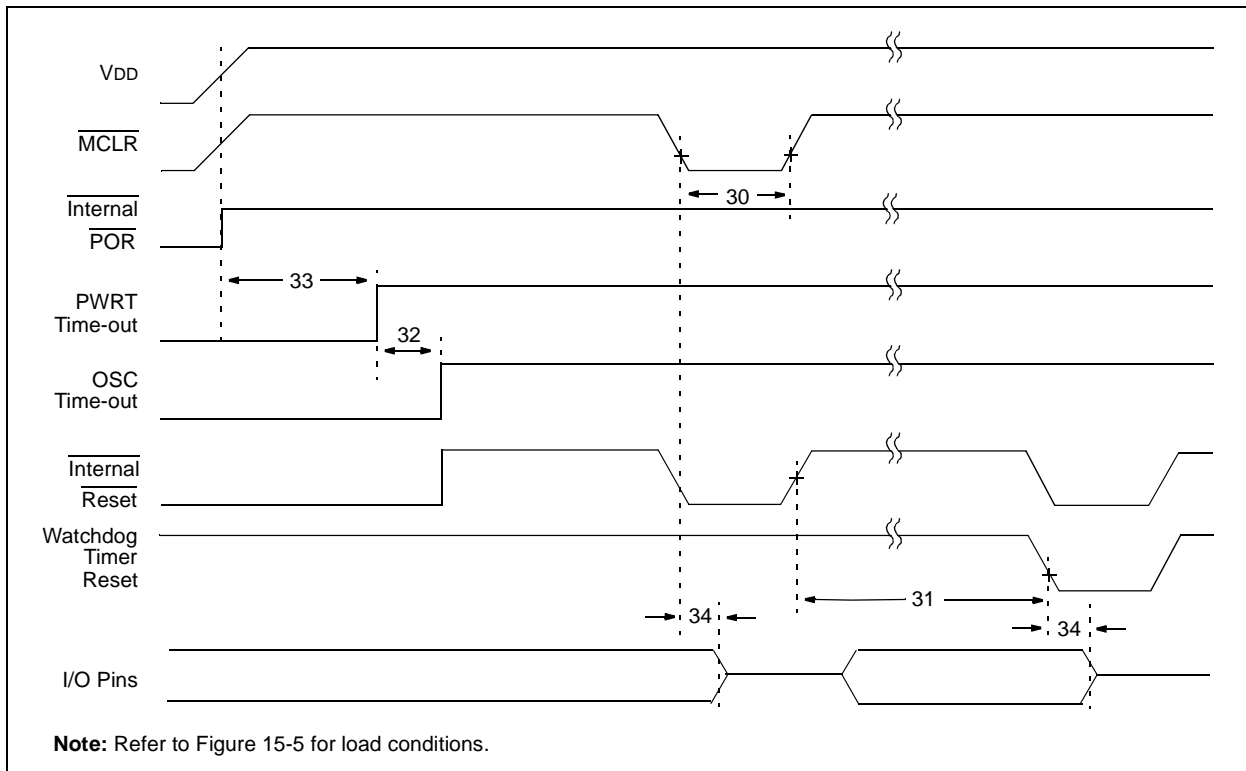 VDD
MCLR
30
Internal
POR
33
PWRT
Time-out
32
OSC
Time-out
Internal
Reset
Watchdog
Timer
Reset
31
34
34
I/O Pins
Note: Refer to Figure 15-5 for load conditions.